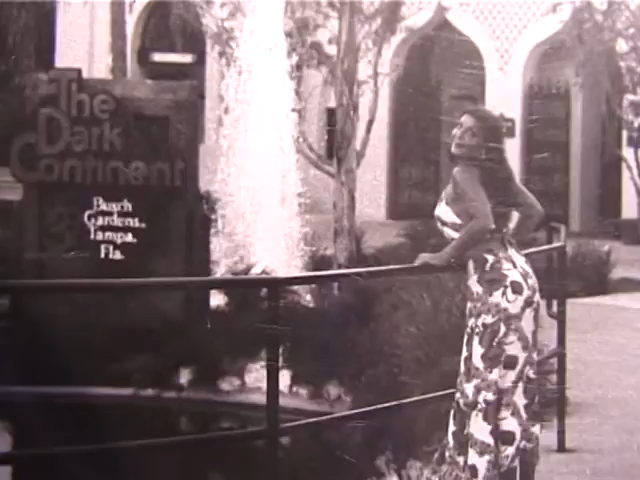 The
Dark
Continent
Busch
Gardens.
Tampa,
Fla.